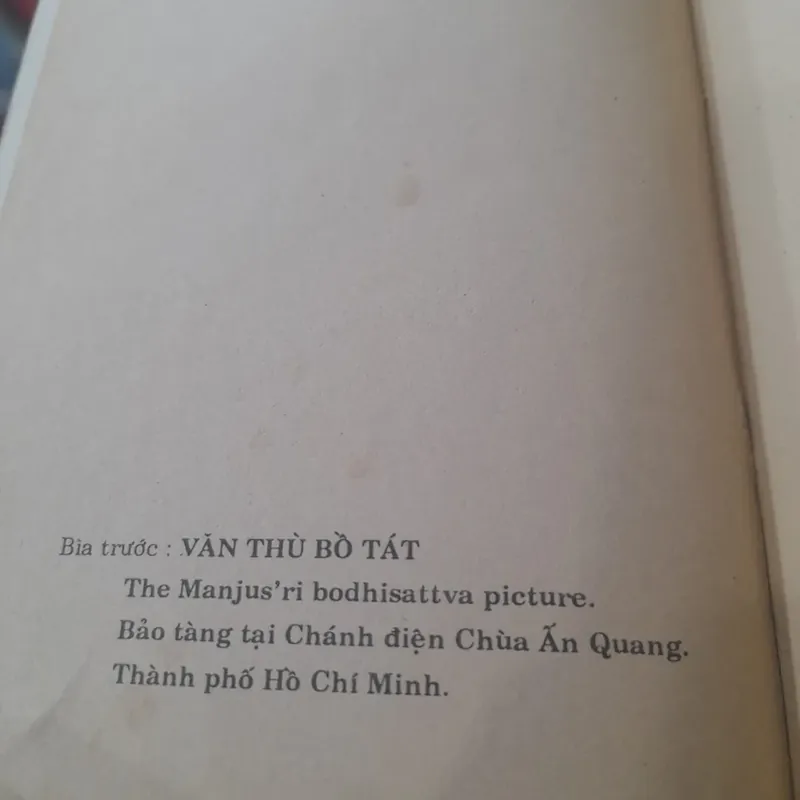 Bìa trước : VĂN THÙ BỒ TÁT
The Manjus'ri bodhisattva picture.
Bảo tàng tại Chánh điện Chùa Ấn Quang.
Thành phố Hồ Chí Minh.